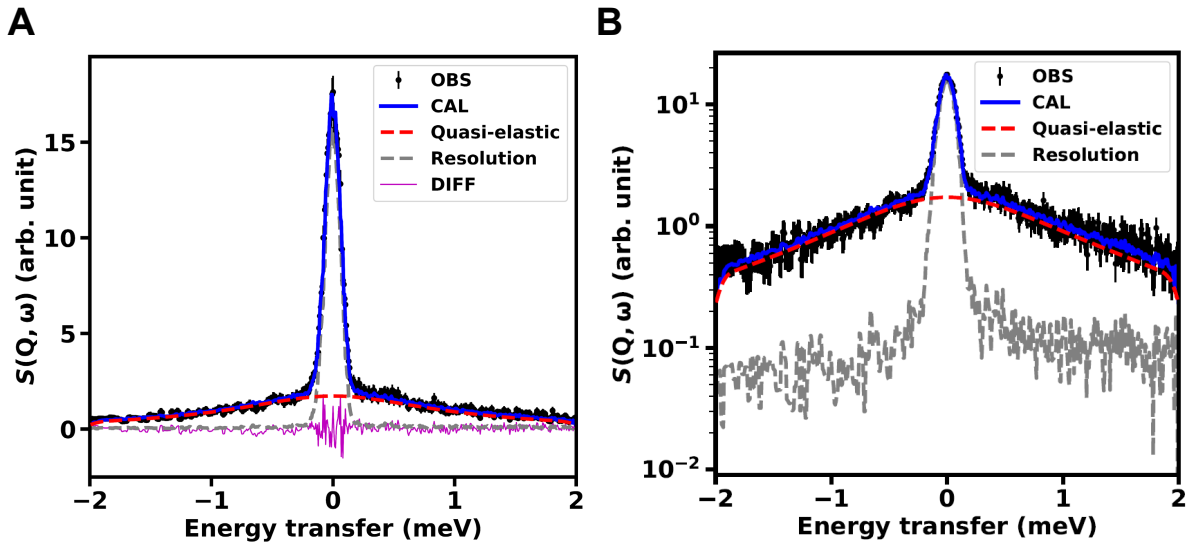 A
S(Q, ω) (arb. unit)
15
10
5
0
OBS
CAL
Quasi-elastic
Resolution
DIFF
−2
−1
0
1
2
Energy transfer (meV)
B
S(Q, ω) (arb. unit)
10¹
10⁰
10⁻¹
10⁻²
OBS
CAL
Quasi-elastic
Resolution
−2
−1
0
1
2
Energy transfer (meV)